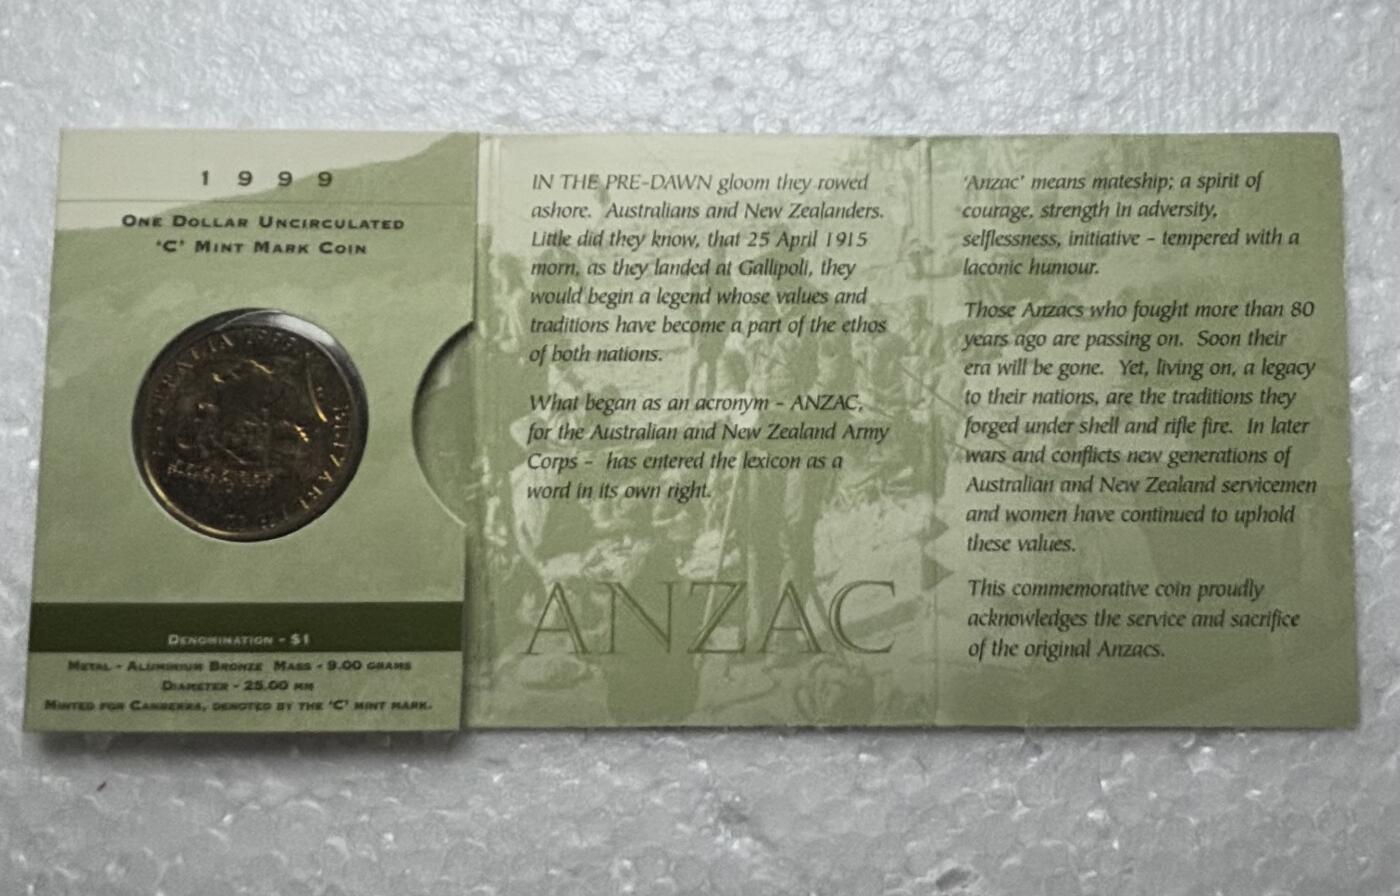 1 9 9 9
ONE DOLLAR UNCIRCULATED
'C' MINT MARK COIN
DENOMINATION - $1
METAL - ALUMINIUM BRONZE MASS - 9.00 GRAMS
DIAMETER - 25.00 MM
MINTED FOR CANBERRA, DENOTED BY THE 'C' MINT MARK.
IN THE PRE-DAWN gloom they rowed
ashore. Australians and New Zealanders.
Little did they know, that 25 April 1915
morn, as they landed at Gallipoli, they
would begin a legend whose values and
traditions have become a part of the ethos
of both nations.
What began as an acronym - ANZAC,
for the Australian and New Zealand Army
Corps - has entered the lexicon as a
word in its own right.
ANZAC
'Anzac' means mateship; a spirit of
courage, strength in adversity,
selflessness, initiative - tempered with a
laconic humour.
Those Anzacs who fought more than 80
years ago are passing on. Soon their
era will be gone. Yet, living on, a legacy
to their nations, are the traditions they
forged under shell and rifle fire. In later
wars and conflicts new generations of
Australian and New Zealand servicemen
and women have continued to uphold
these values.
This commemorative coin proudly
acknowledges the service and sacrifice
of the original Anzacs.